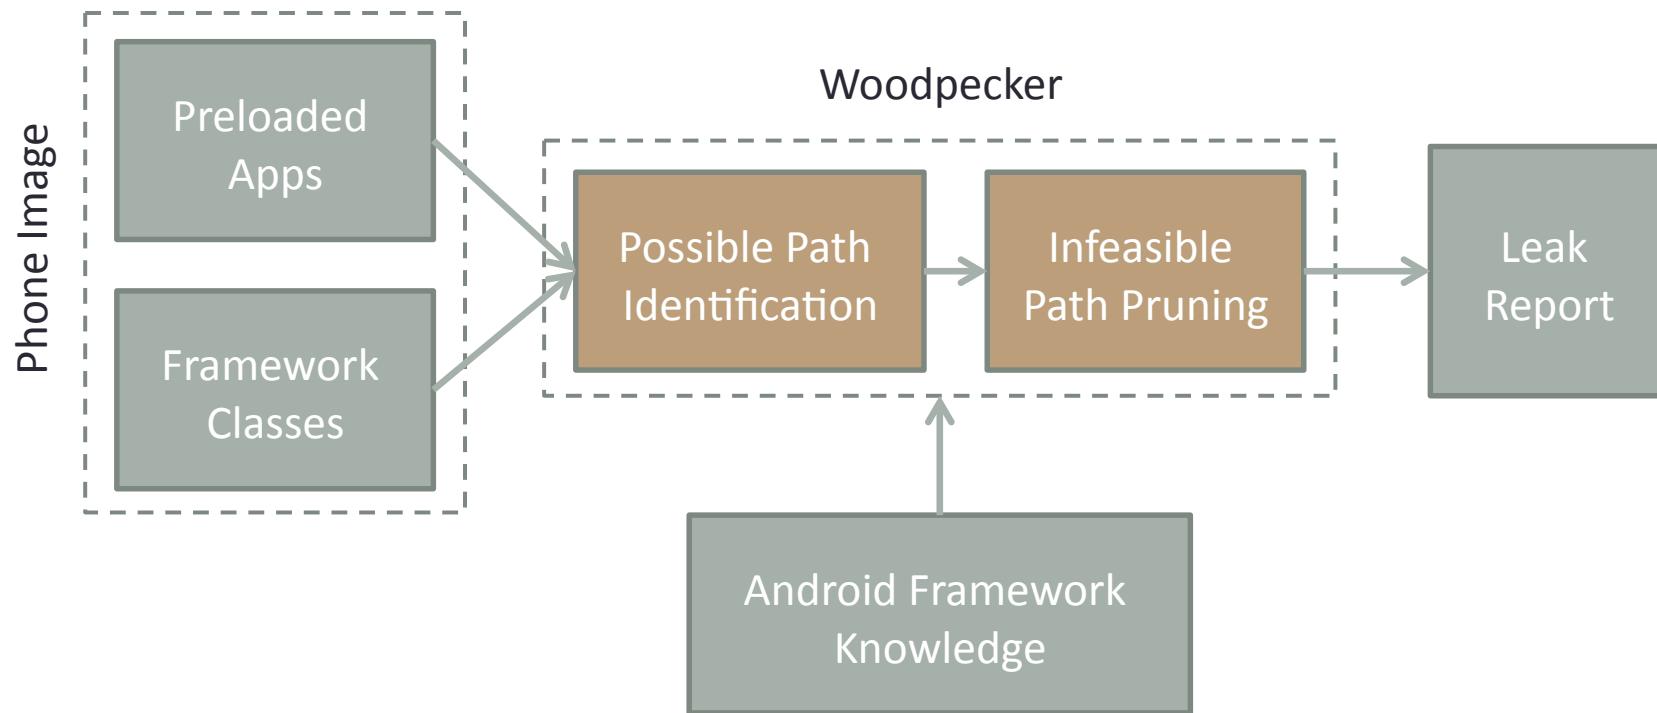 Phone Image
Preloaded
Apps
Framework
Classes
Woodpecker
Possible Path
Identification
Infeasible
Path Pruning
Leak
Report
Android Framework
Knowledge